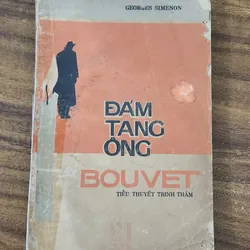 GEORGES SIMENON
ĐÁM
TANG
ÔNG
BOUVET
TIỂU THUYẾT TRINH THÁM